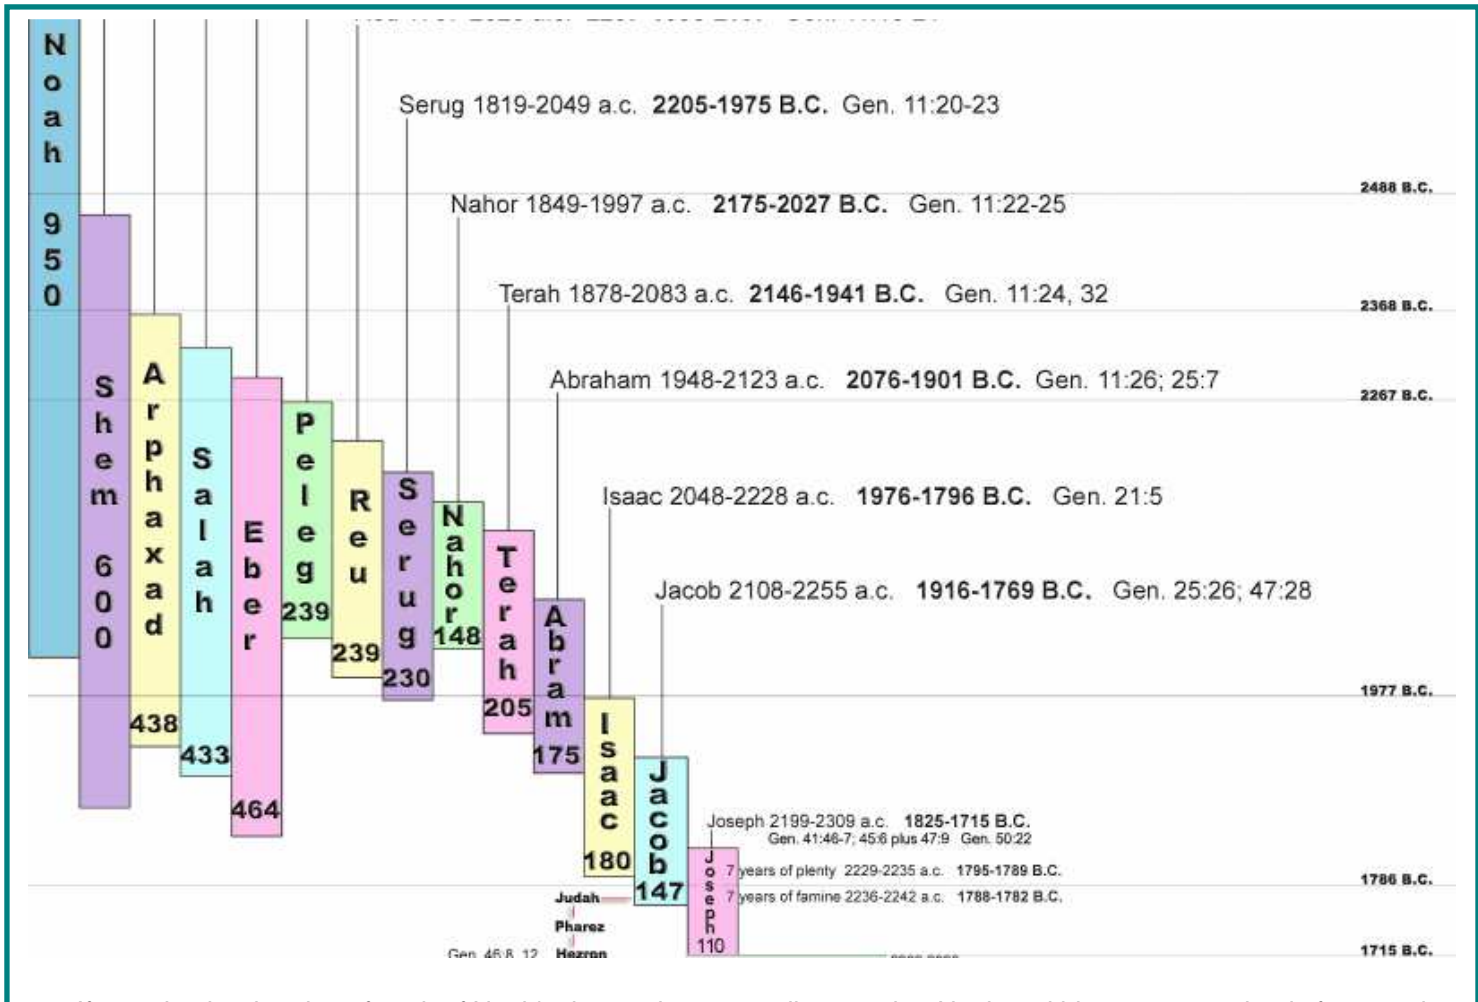 Serug 1819-2049 a.c. 2205-1975 B.C. Gen. 11:20-23
2488 B.C.
Nahor 1849-1997 a.c. 2175-2027 B.C. Gen. 11:22-25
Terah 1878-2083 a.c. 2146-1941 B.C. Gen. 11:24, 32
2368 B.C.
Abraham 1948-2123 a.c. 2076-1901 B.C. Gen. 11:26; 25:7
2267 B.C.
Isaac 2048-2228 a.c. 1976-1796 B.C. Gen. 21:5
Jacob 2108-2255 a.c. 1916-1769 B.C. Gen. 25:26; 47:28
1977 B.C.
Noah 950
Shem 600
Arphaxad 438
Salah 433
Eber 464
Peleg 239
Reu 239
Serug 230
Nahor 148
Terah 205
Abram 175
Isaac 180
Jacob 147
Joseph 110
Joseph 2199-2309 a.c. 1825-1715 B.C.
Gen. 41:46-7; 45:6 plus 47:9 Gen. 50:22
7 years of plenty 2229-2235 a.c. 1795-1789 B.C.
1786 B.C.
7 years of famine 2236-2242 a.c. 1788-1782 B.C.
Judah
Pharez
Gen. 46:8, 12 Hezron
1715 B.C.